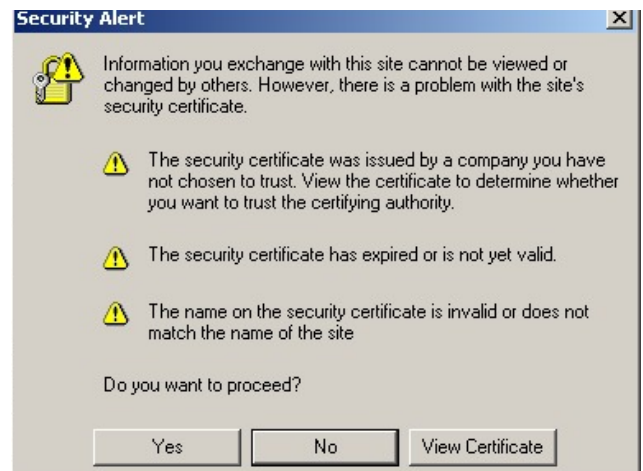 Security Alert
Information you exchange with this site cannot be viewed or
changed by others. However, there is a problem with the site's
security certificate.
The security certificate was issued by a company you have
not chosen to trust. View the certificate to determine whether
you want to trust the certifying authority.
The security certificate has expired or is not yet valid.
The name on the security certificate is invalid or does not
match the name of the site
Do you want to proceed?
Yes
No
View Certificate